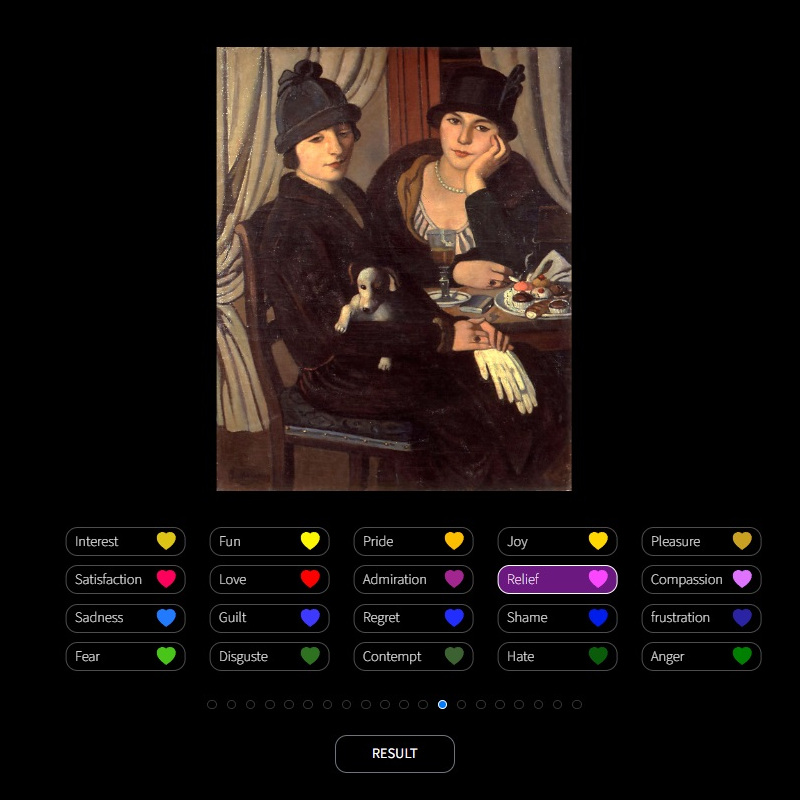 Interest Fun Pride Joy Pleasure
Satisfaction Love Admiration Relief Compassion
Sadness Guilt Regret Shame frustration
Fear Disguste Contempt Hate Anger
RESULT